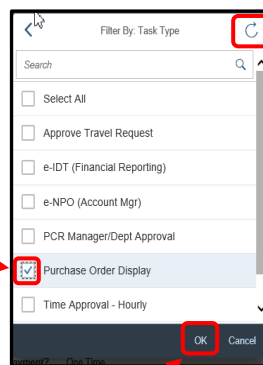 Filter By: Task Type
Search
Select All
Approve Travel Request
e-IDT (Financial Reporting)
e-NPO (Account Mgr)
PCR Manager/Dept Approval
Purchase Order Display
Time Approval - Hourly
OK Cancel
payment? One Time